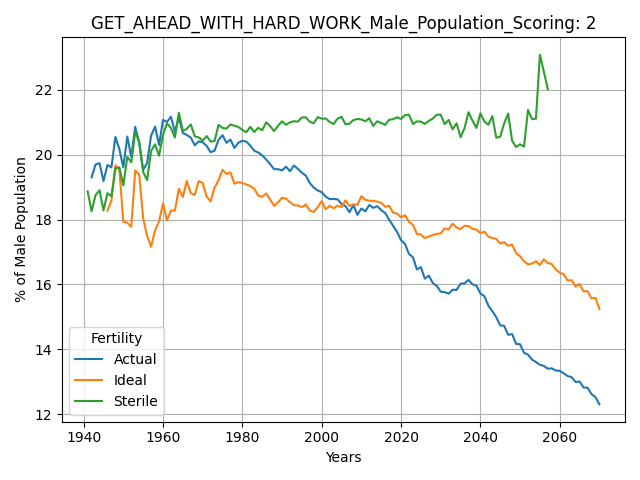 GET_AHEAD_WITH_HARD_WORK_Male_Population_Scoring: 2
% of Male Population
22
20
18
16
14
12
Fertility
Actual
Ideal
Sterile
1940 1960 1980 2000 2020 2040 2060
Years